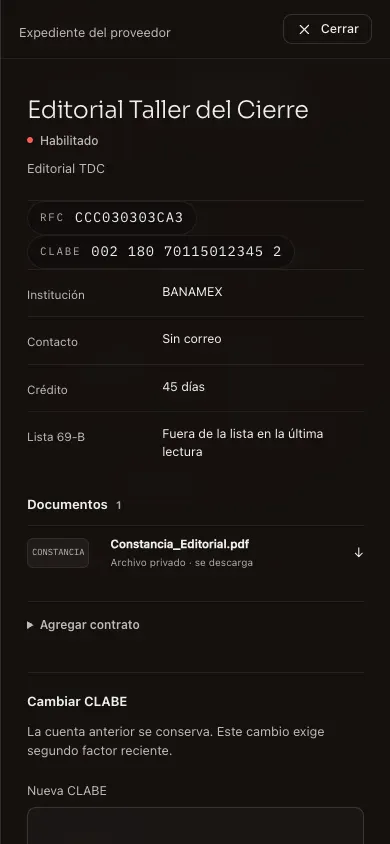 Expediente del proveedor
Cerrar
Editorial Taller del Cierre
Habilitado
Editorial TDC
RFC CCC030303CA3
CLABE 002 180 70115012345 2
Institución BANAMEX
Contacto Sin correo
Crédito 45 días
Lista 69-B Fuera de la lista en la última
lectura
Documentos 1
CONSTANCIA
Constancia_Editorial.pdf
Archivo privado · se descarga
Agregar contrato
Cambiar CLABE
La cuenta anterior se conserva. Este cambio exige
segundo factor reciente.
Nueva CLABE